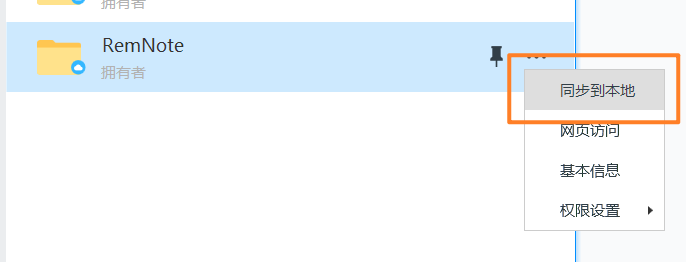 拥有者
RemNote
拥有者
同步到本地
网页访问
基本信息
权限设置